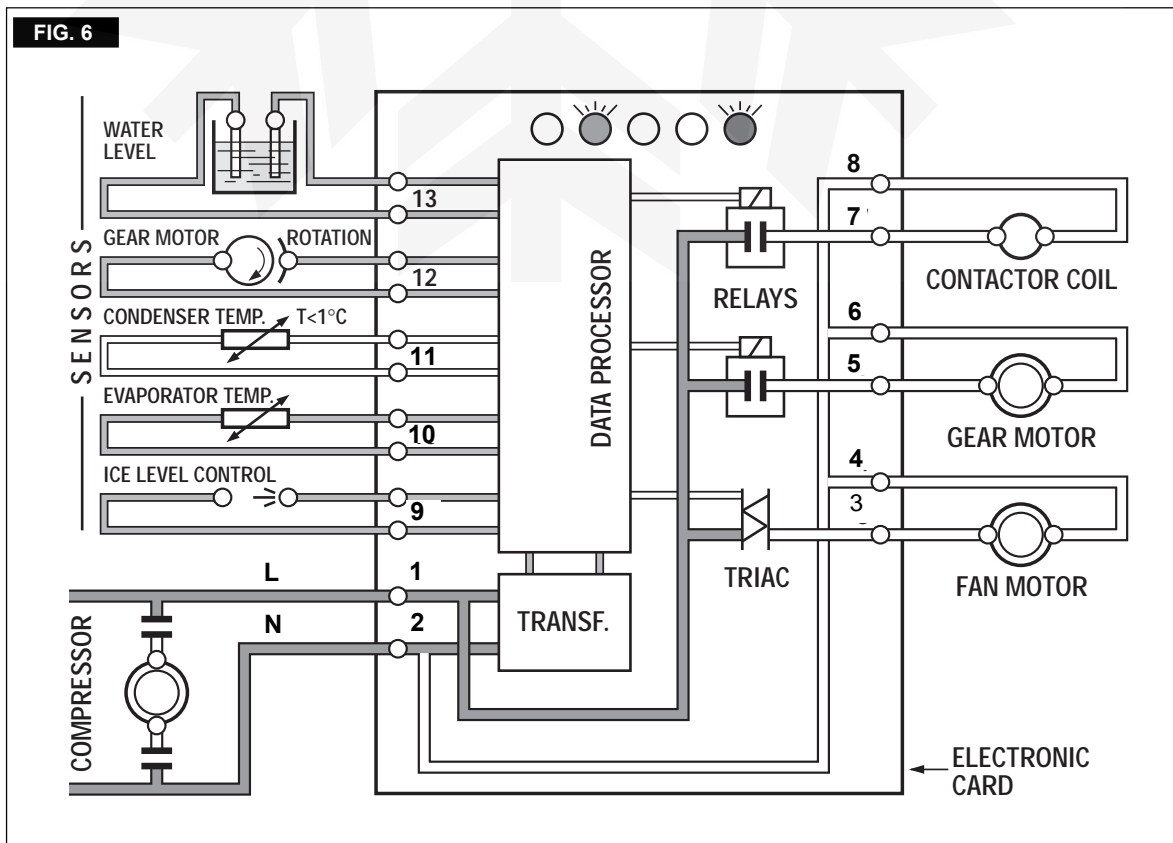 FIG. 6
WATER
LEVEL
13
GEAR MOTOR ROTATION
12
CONDENSER TEMP. T<1°C
11
EVAPORATOR TEMP.
10
ICE LEVEL CONTROL
9
SENSORS
L
1
N
2
COMPRESSOR
DATA PROCESSOR
TRANSF.
RELAYS
TRIAC
8
7
CONTACTOR COIL
6
5
GEAR MOTOR
4
3
FAN MOTOR
ELECTRONIC
CARD